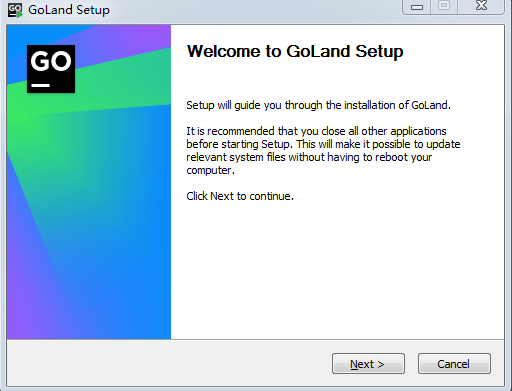 GoLand Setup
GO
Welcome to GoLand Setup
Setup will guide you through the installation of GoLand.
It is recommended that you close all other applications
before starting Setup. This will make it possible to update
relevant system files without having to reboot your
computer.
Click Next to continue.
Next >
Cancel